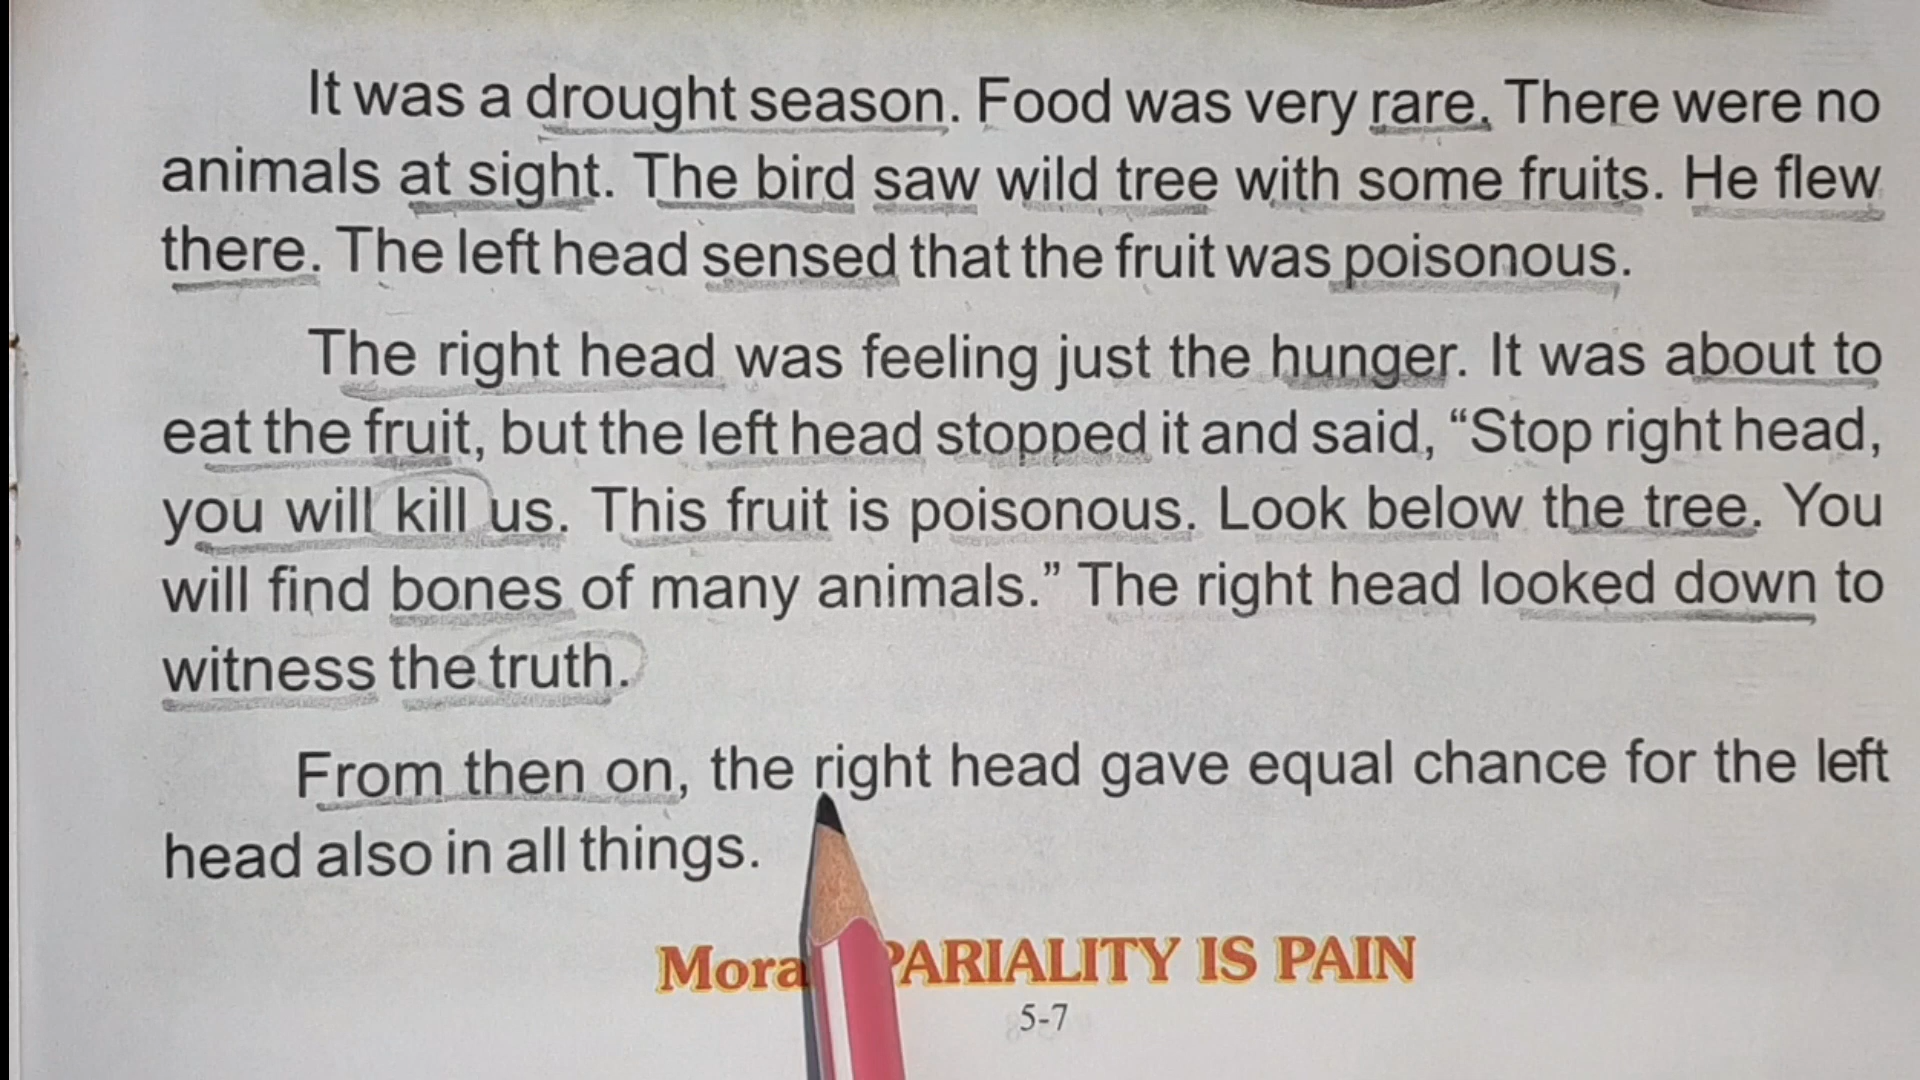 It was a drought season. Food was very rare. There were no
animals at sight. The bird saw wild tree with some fruits. He flew
there. The left head sensed that the fruit was poisonous.
The right head was feeling just the hunger. It was about to
eat the fruit, but the left head stopped it and said, “Stop right head,
you will kill us. This fruit is poisonous. Look below the tree. You
will find bones of many animals.” The right head looked down to
witness the truth.
From then on, the right head gave equal chance for the left
head also in all things.
Mora PARIALITY IS PAIN
5-7